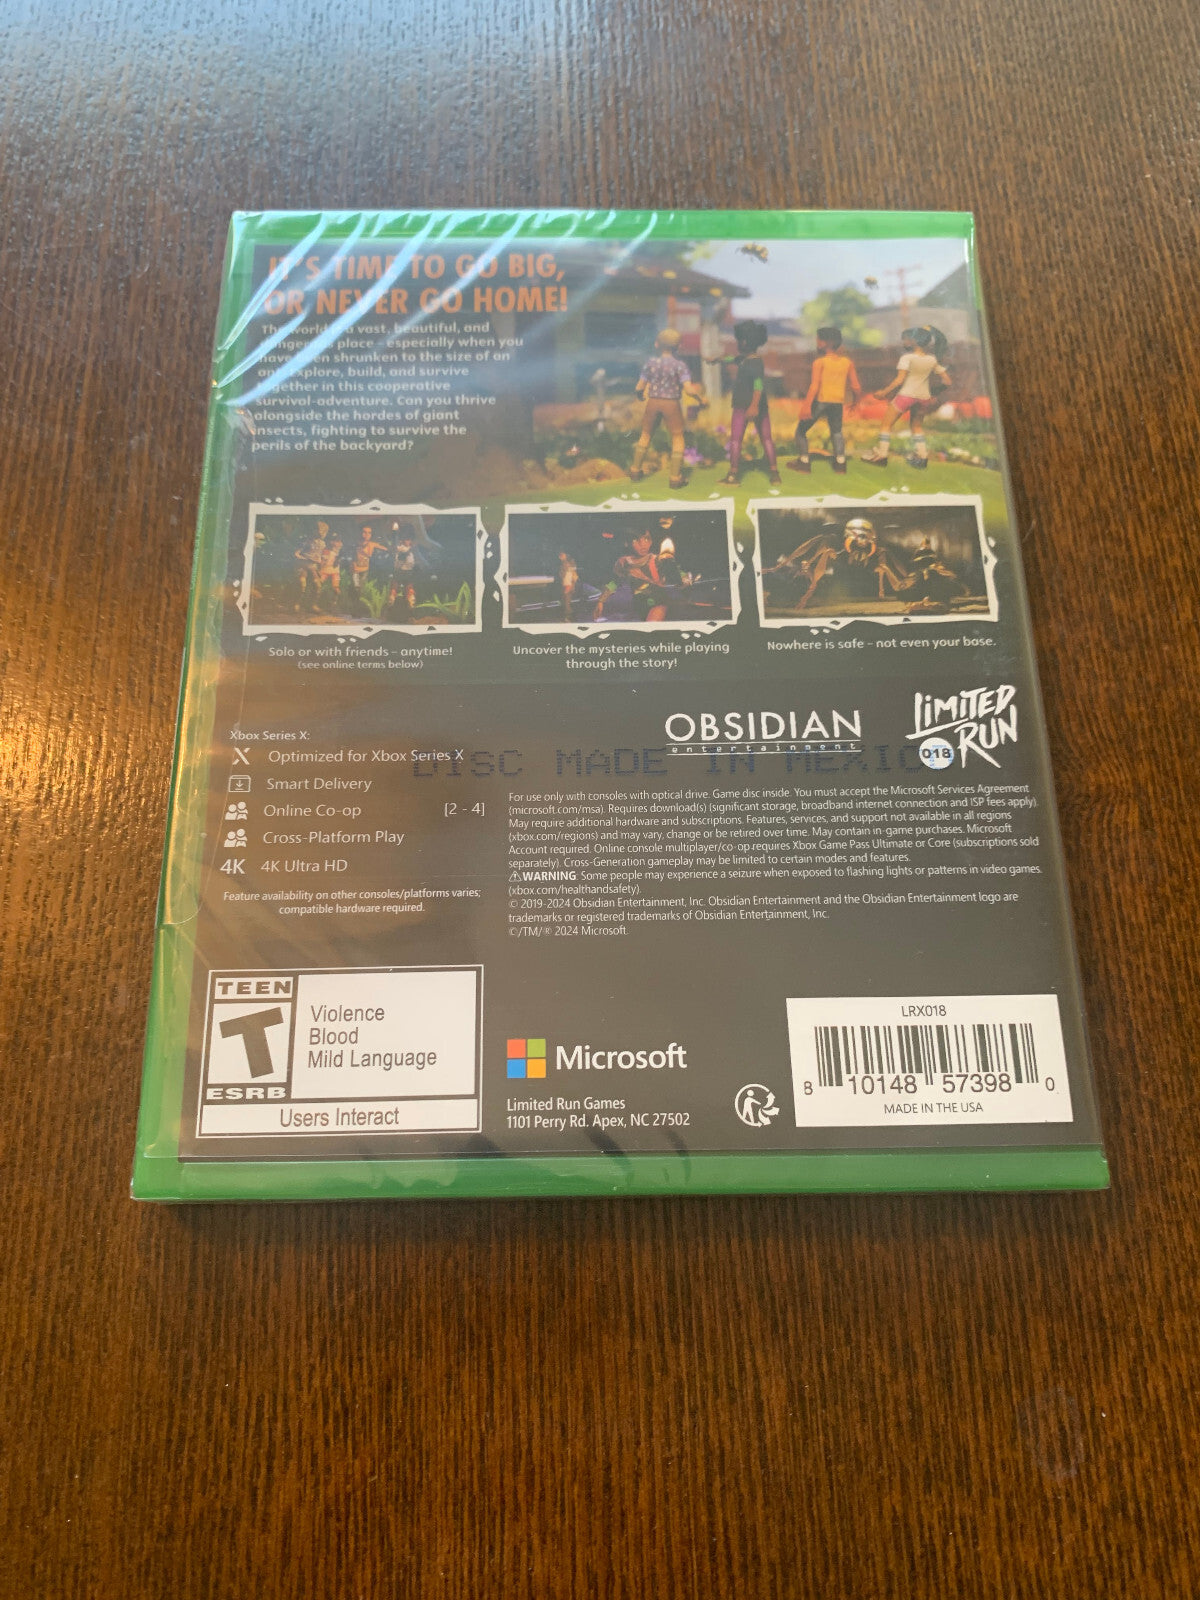 IT'S TIME TO GO BIG,
OR NEVER GO HOME!
The world is a vast, beautiful, and
dangerous place - especially when you
have been shrunken to the size of an
ant. Explore, build, and survive
together in this cooperative
survival-adventure. Can you thrive
alongside the hordes of giant
insects, fighting to survive the
perils of the backyard?
Solo or with friends - anytime!
(see online terms below)
Uncover the mysteries while playing
through the story!
Nowhere is safe - not even your base.
Xbox Series X:
Optimized for Xbox Series X
Smart Delivery
Online Co-op [2 - 4]
Cross-Platform Play
4K 4K Ultra HD
Feature availability on other consoles/platforms varies;
compatible hardware required.
OBSIDIAN
entertainment
LIMITED
RUN
018
DISC MADE IN MEXICO
For use only with consoles with optical drive. Game disc inside. You must accept the Microsoft Services Agreement
(microsoft.com/msa). Requires download(s) (significant storage, broadband internet connection and ISP fees apply).
May require additional hardware and subscriptions. Features, services, and support not available in all regions
(xbox.com/regions) and may vary, change or be retired over time. May contain in-game purchases. Microsoft
Account required. Online console multiplayer/co-op requires Xbox Game Pass Ultimate or Core (subscriptions sold
separately). Cross-Generation gameplay may be limited to certain modes and features.
⚠WARNING Some people may experience a seizure when exposed to flashing lights or patterns in video games.
(xbox.com/healthandsafety).
© 2019-2024 Obsidian Entertainment, Inc. Obsidian Entertainment and the Obsidian Entertainment logo are
trademarks or registered trademarks of Obsidian Entertainment, Inc.
©/TM/® 2024 Microsoft.
TEEN
T
ESRB
Violence
Blood
Mild Language
Users Interact
Microsoft
Limited Run Games
1101 Perry Rd. Apex, NC 27502
LRX018
8 10148 57398 0
MADE IN THE USA